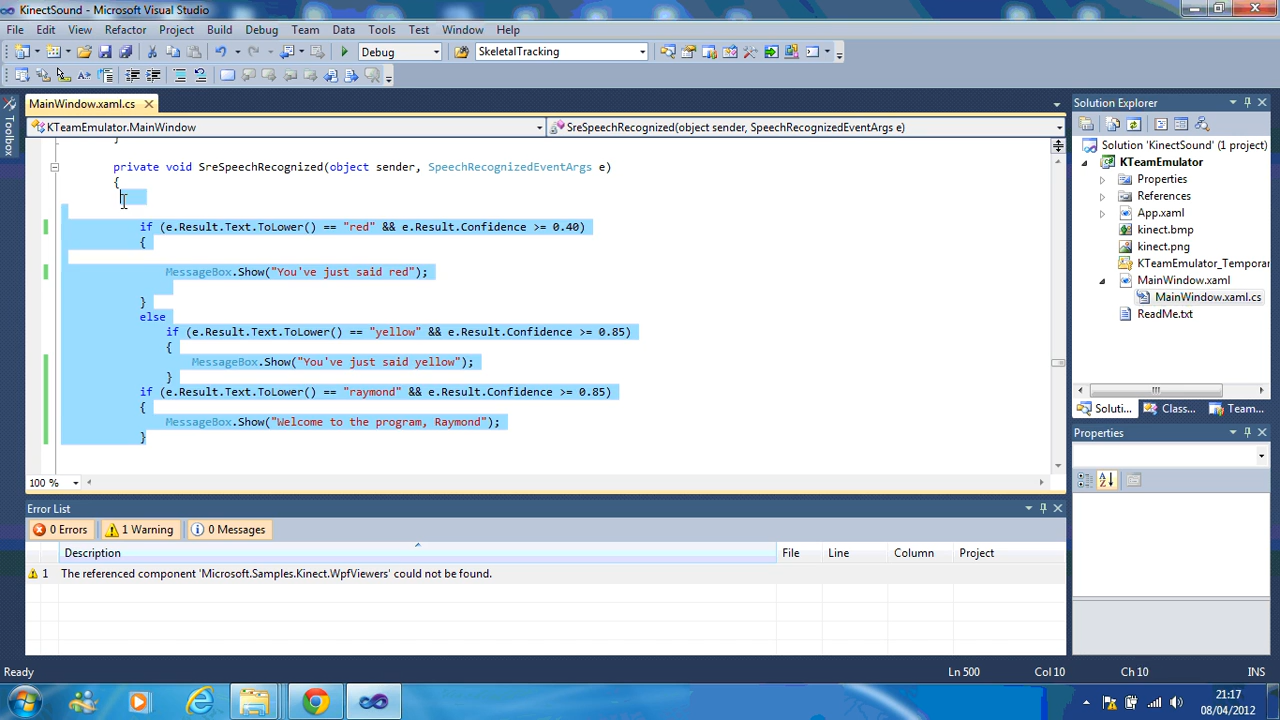 KinectSound - Microsoft Visual Studio
File Edit View Refactor Project Build Debug Team Data Tools Test Window Help
Debug SkeletalTracking
MainWindow.xaml.cs
Solution Explorer
KTeamEmulator.MainWindow SreSpeechRecognized(object sender, SpeechRecognizedEventArgs e)
Toolbox
}
private void SreSpeechRecognized(object sender, SpeechRecognizedEventArgs e)
{
if (e.Result.Text.ToLower() == "red" && e.Result.Confidence >= 0.40)
{
MessageBox.Show("You've just said red");
}
else
if (e.Result.Text.ToLower() == "yellow" && e.Result.Confidence >= 0.85)
{
MessageBox.Show("You've just said yellow");
}
if (e.Result.Text.ToLower() == "raymond" && e.Result.Confidence >= 0.85)
{
MessageBox.Show("Welcome to the program, Raymond");
}
100 %
Solution 'KinectSound' (1 project)
KTeamEmulator
Properties
References
App.xaml
kinect.bmp
kinect.png
KTeamEmulator_Temporar
MainWindow.xaml
MainWindow.xaml.cs
ReadMe.txt
Soluti... Class... Team...
Properties
Error List
0 Errors 1 Warning 0 Messages
Description File Line Column Project
1 The referenced component 'Microsoft.Samples.Kinect.WpfViewers' could not be found.
Ready Ln 500 Col 10 Ch 10 INS
21:17
08/04/2012